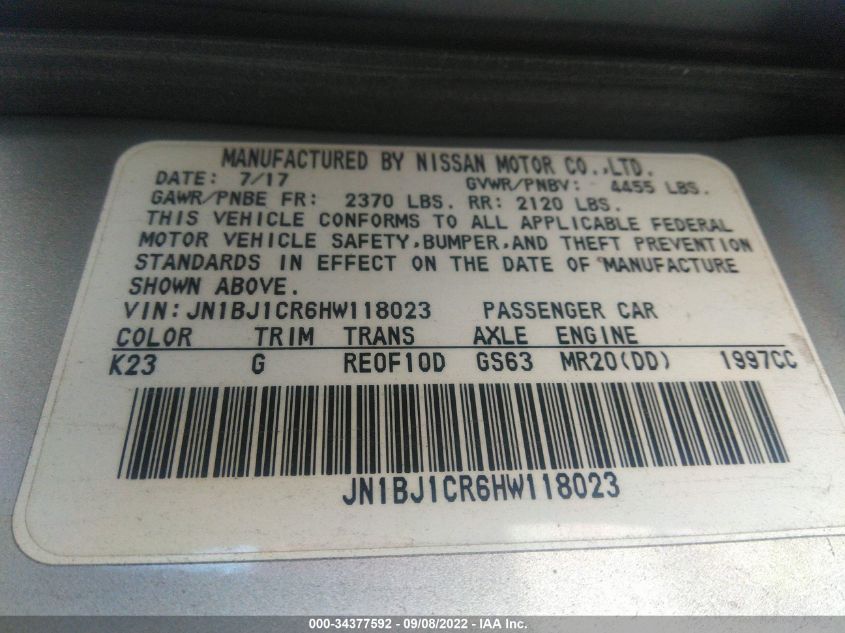 MANUFACTURED BY NISSAN MOTOR CO.,LTD.
DATE: 7/17 GVWR/PNBV: 4455 LBS.
GAWR/PNBE FR: 2370 LBS. RR: 2120 LBS.
THIS VEHICLE CONFORMS TO ALL APPLICABLE FEDERAL
MOTOR VEHICLE SAFETY,BUMPER,AND THEFT PREVENTION
STANDARDS IN EFFECT ON THE DATE OF MANUFACTURE
SHOWN ABOVE.
VIN:JN1BJ1CR6HW118023 PASSENGER CAR
COLOR TRIM TRANS AXLE ENGINE
K23 G RE0F10D GS63 MR20(DD) 1997CC
JN1BJ1CR6HW118023
000-34377592 - 09/08/2022 - IAA Inc.